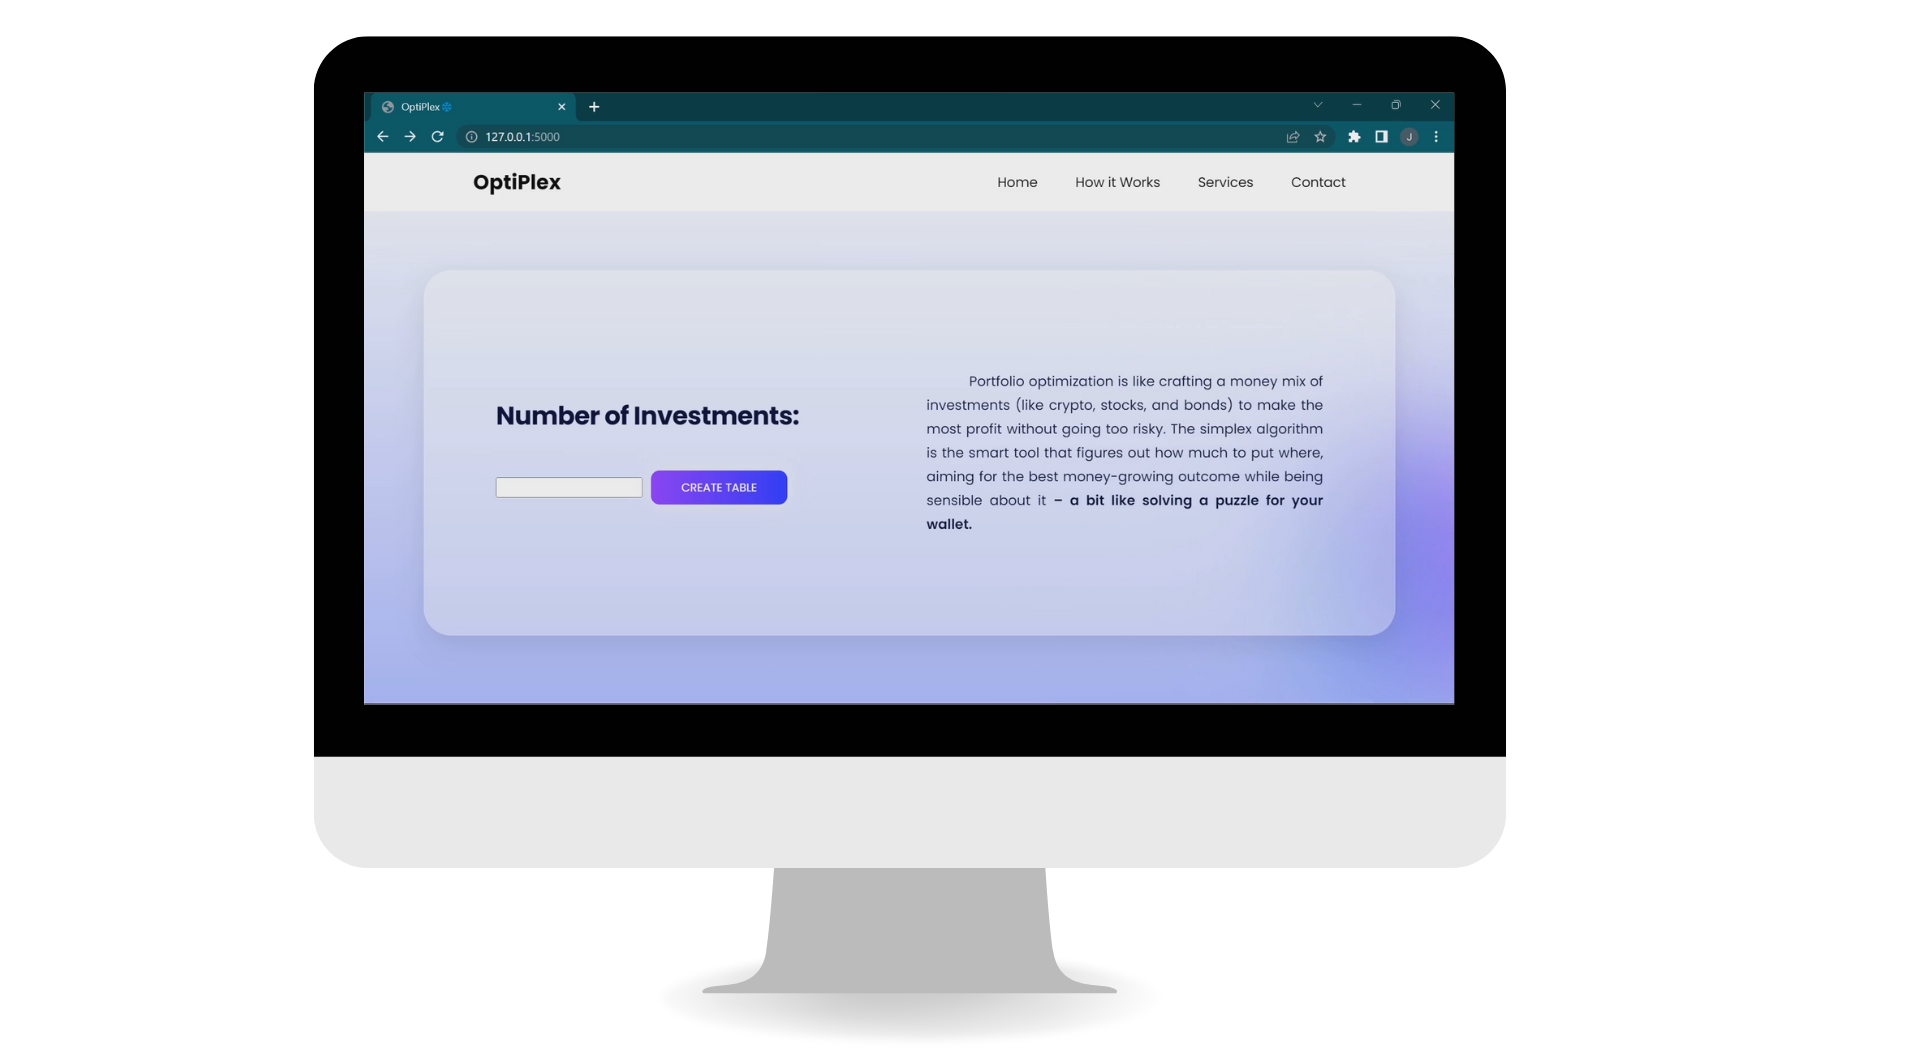 OptiPlex
127.0.0.1:5000
J
OptiPlex
Home How it Works Services Contact
Number of Investments:
CREATE TABLE
Portfolio optimization is like crafting a money mix of
investments (like crypto, stocks, and bonds) to make the
most profit without going too risky. The simplex algorithm
is the smart tool that figures out how much to put where,
aiming for the best money-growing outcome while being
sensible about it – a bit like solving a puzzle for your
wallet.